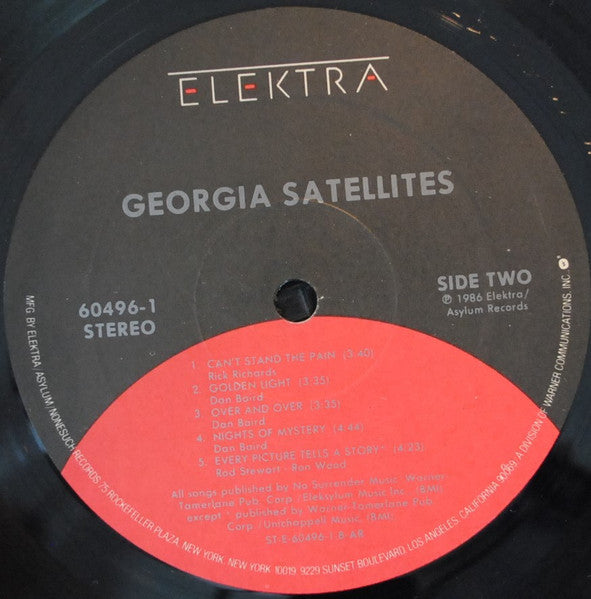 ELEKTRA
GEORGIA SATELLITES
60496-1
STEREO
SIDE TWO
℗ 1986 Elektra/
Asylum Records
1. CAN'T STAND THE PAIN (3:40)
Rick Richards
2. GOLDEN LIGHT (3:35)
Dan Baird
3. OVER AND OVER (3:35)
Dan Baird
4. NIGHTS OF MYSTERY (4:44)
Dan Baird
5. EVERY PICTURE TELLS A STORY* (4:23)
Rod Stewart - Ron Wood
All songs published by No Surrender Music/Warner-
Tamerlane Pub. Corp./Eleksylum Music Inc. (BMI)
except * published by Warner-Tamerlane Pub.
Corp./Unichappell Music, (BMI)
ST-E-60496-1 B AR
MFG. BY ELEKTRA/ASYLUM/NONESUCH RECORDS, 75 ROCKEFELLER PLAZA, NEW YORK, NEW YORK 10019. 9229 SUNSET BOULEVARD, LOS ANGELES, CALIFORNIA 90069. A DIVISION OF WARNER COMMUNICATIONS, INC.